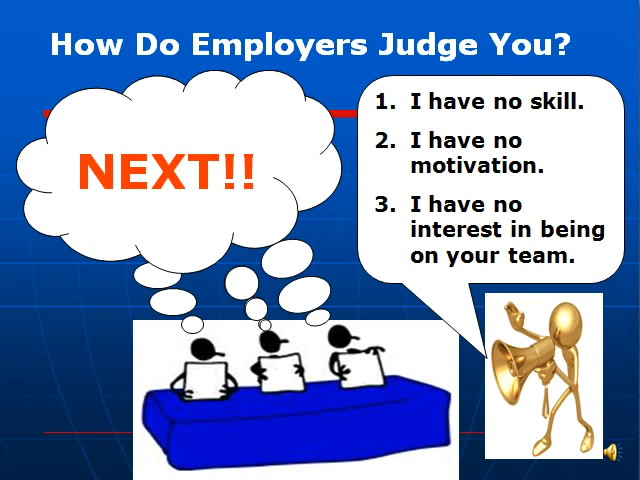 How Do Employers Judge You?
NEXT!!
1. I have no skill.
2. I have no
motivation.
3. I have no
interest in being
on your team.